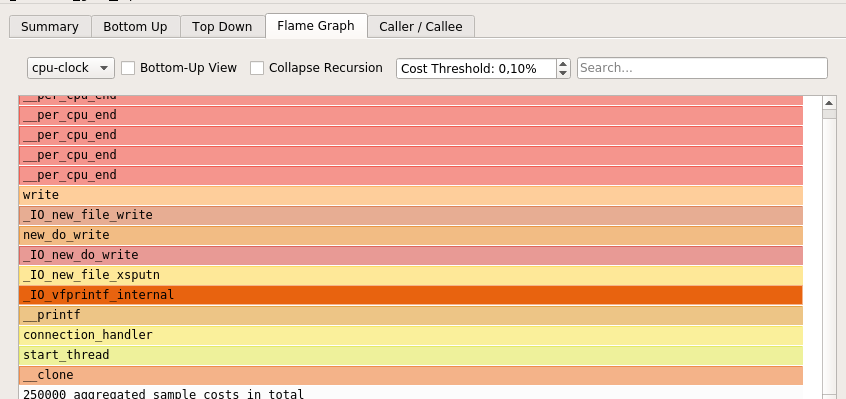 Summary Bottom Up Top Down Flame Graph Caller / Callee
cpu-clock Bottom-Up View Collapse Recursion Cost Threshold: 0,10% Search...
__per_cpu_end
__per_cpu_end
__per_cpu_end
__per_cpu_end
__per_cpu_end
write
_IO_new_file_write
new_do_write
_IO_new_do_write
_IO_new_file_xsputn
_IO_vfprintf_internal
__printf
connection_handler
start_thread
__clone
250000 aggregated sample costs in total